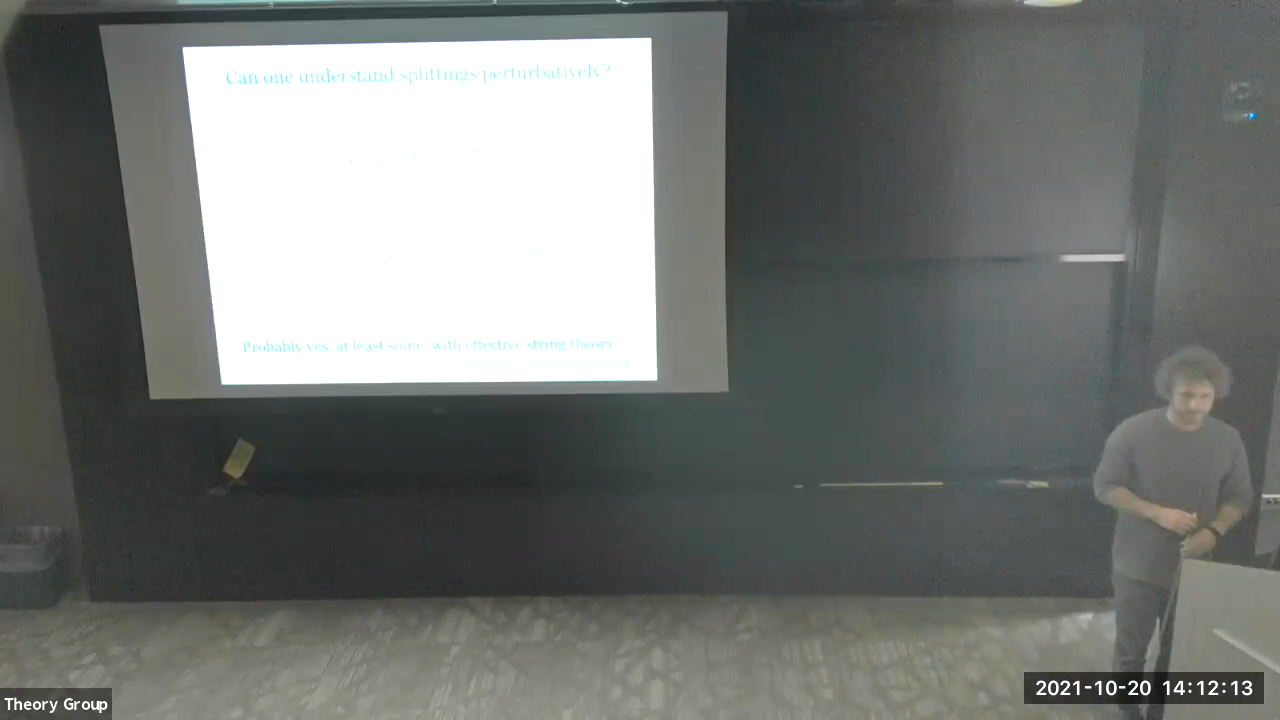 Can one understand splittings perturbatively?
Probably yes, at least some, with effective string theory
Theory Group
2021-10-20 14:12:13